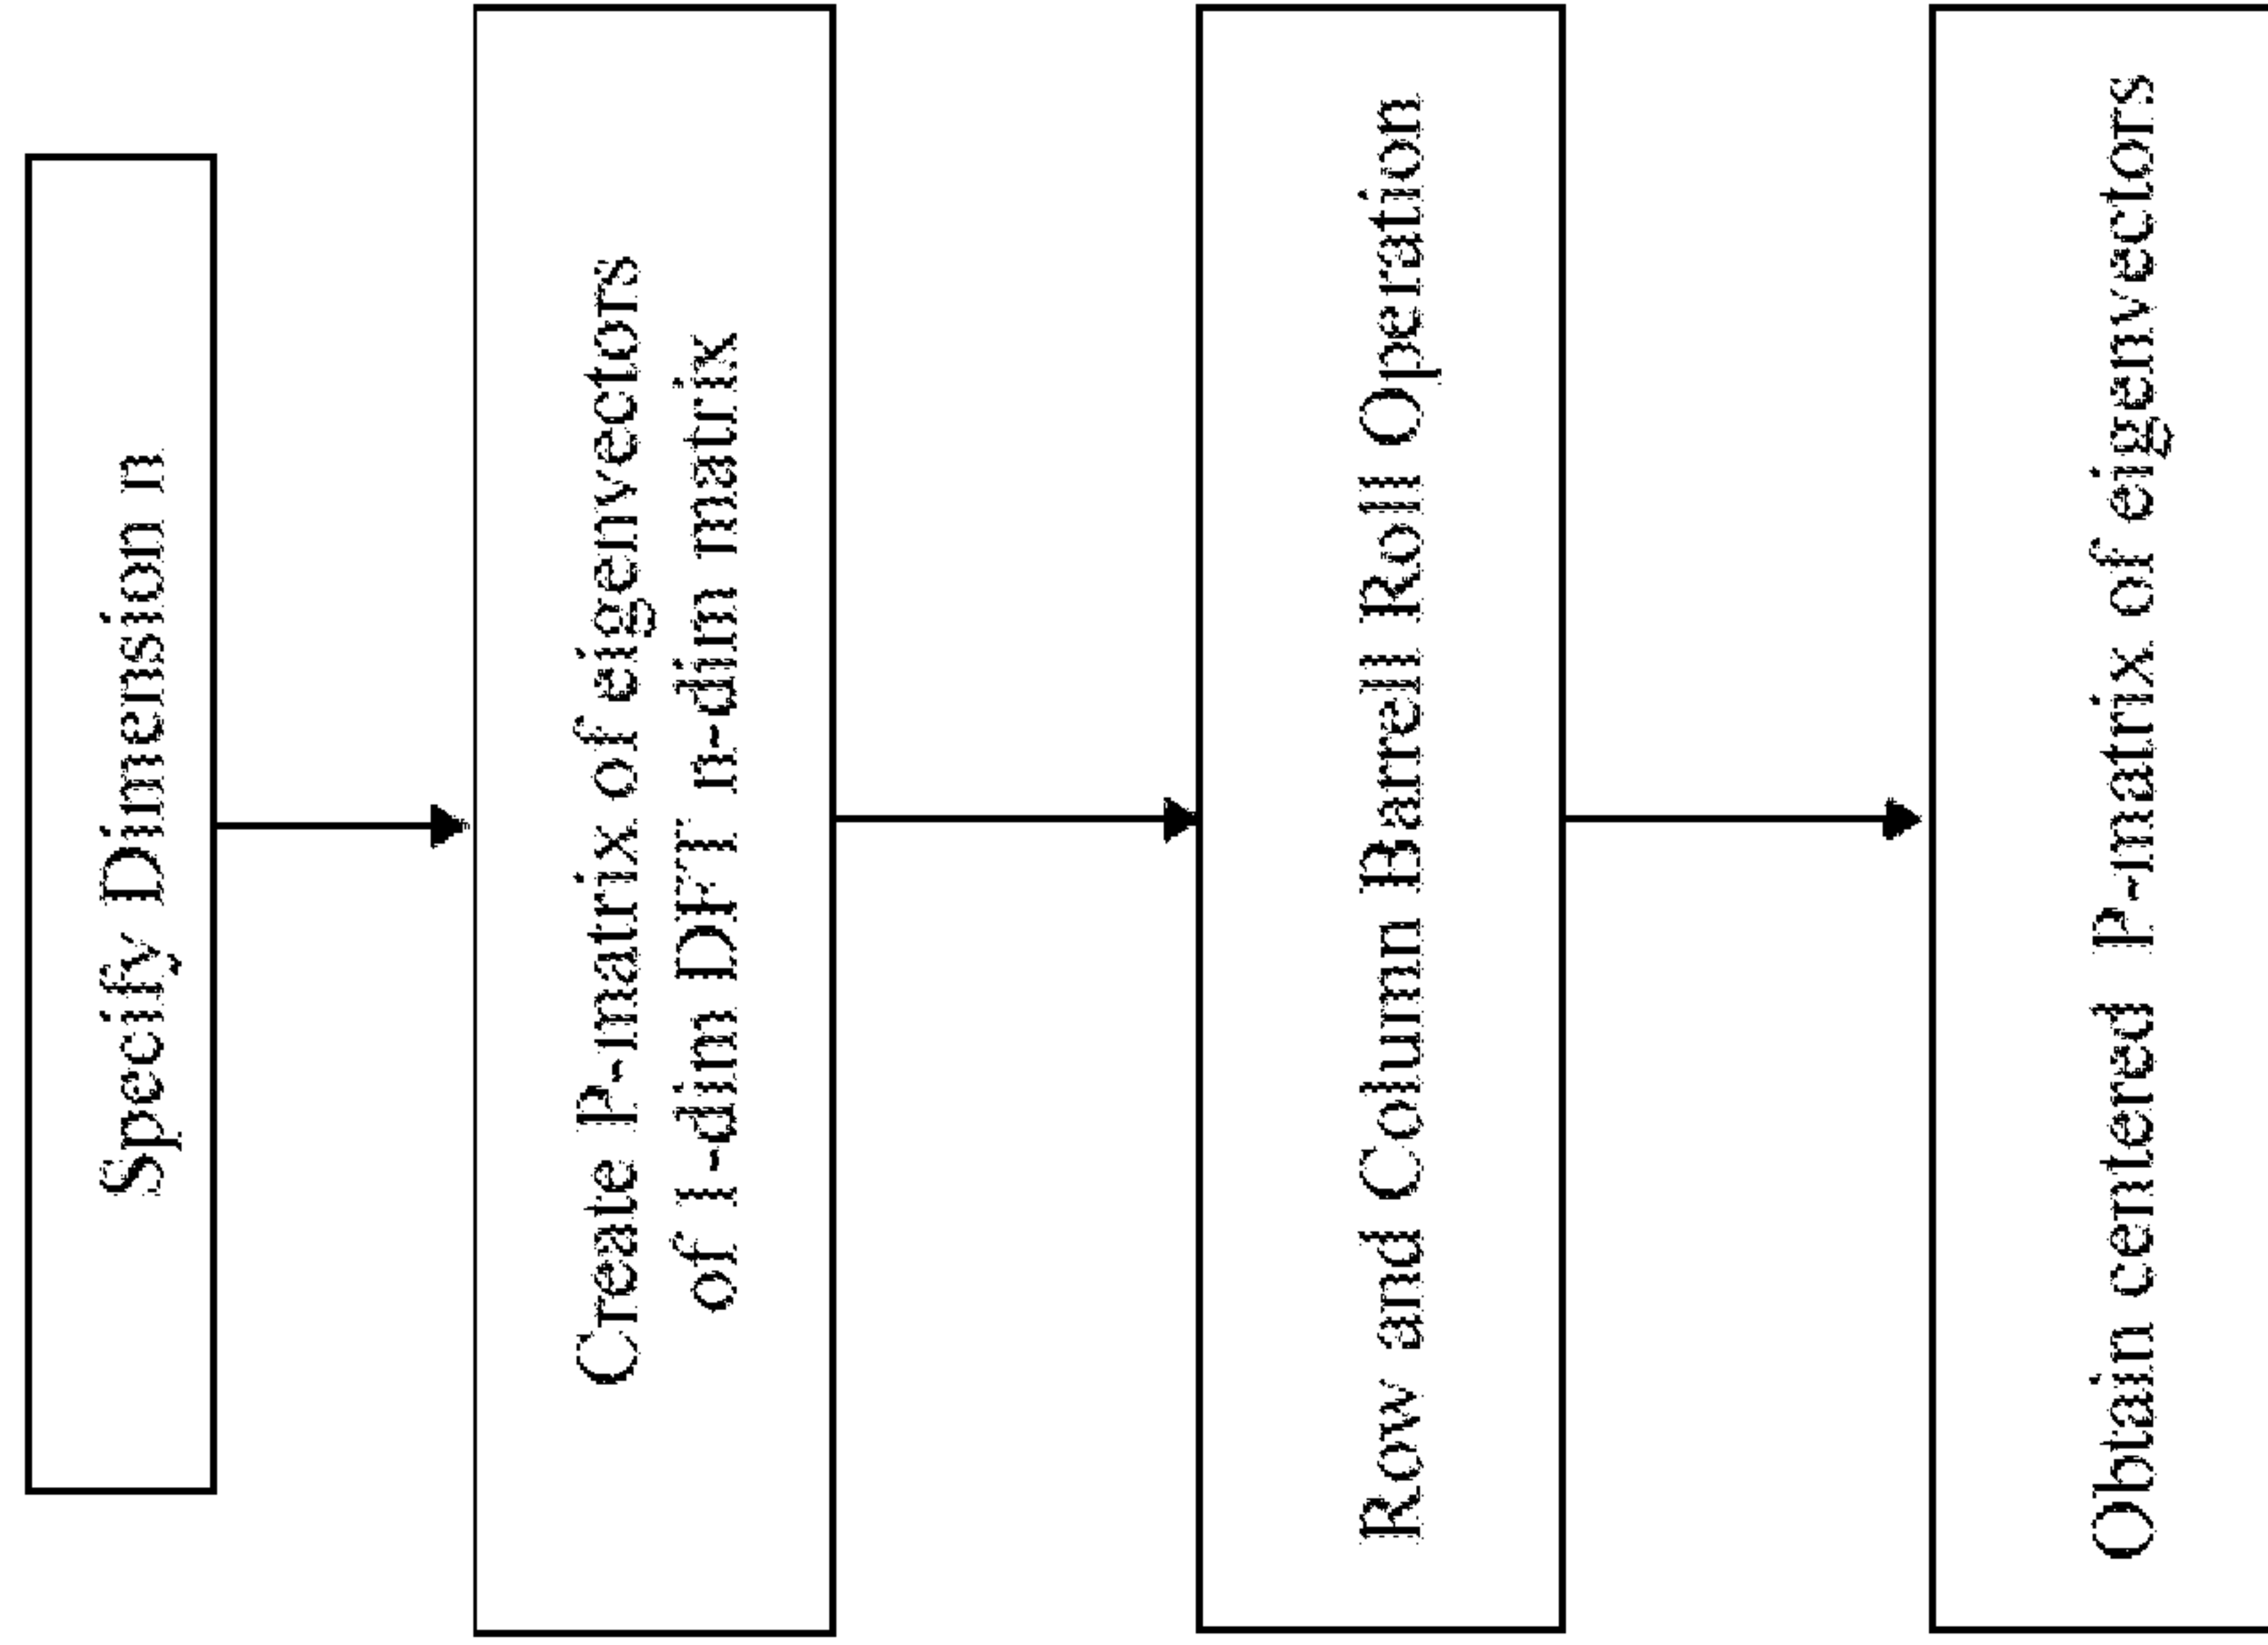 Specify Dimension n
Create P-matrix of eigenvectors
of 1-dim DFT n-dim matrix
Row and Column Barrell Roll Operation
Obtain centered P-matrix of eigenvectors